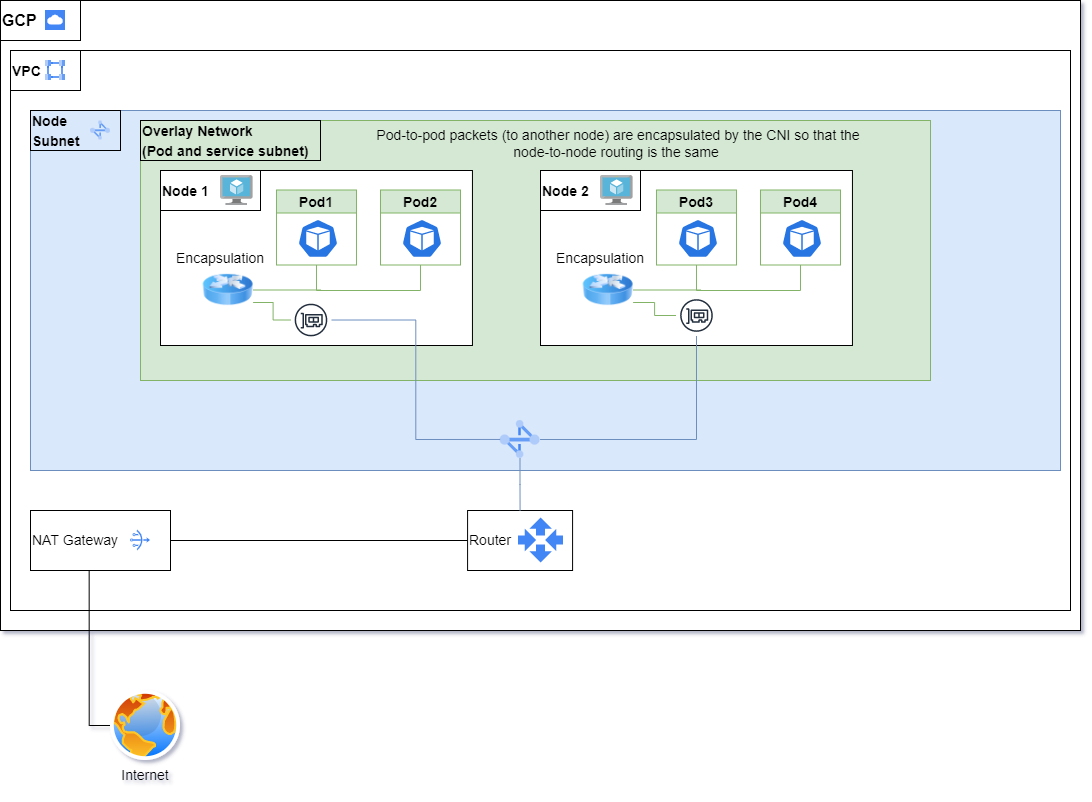 GCP
VPC
Node
Subnet
Overlay Network
(Pod and service subnet)
Pod-to-pod packets (to another node) are encapsulated by the CNI so that the
node-to-node routing is the same
Node 1
Pod1
Pod2
Encapsulation
Node 2
Pod3
Pod4
Encapsulation
NAT Gateway
Router
Internet